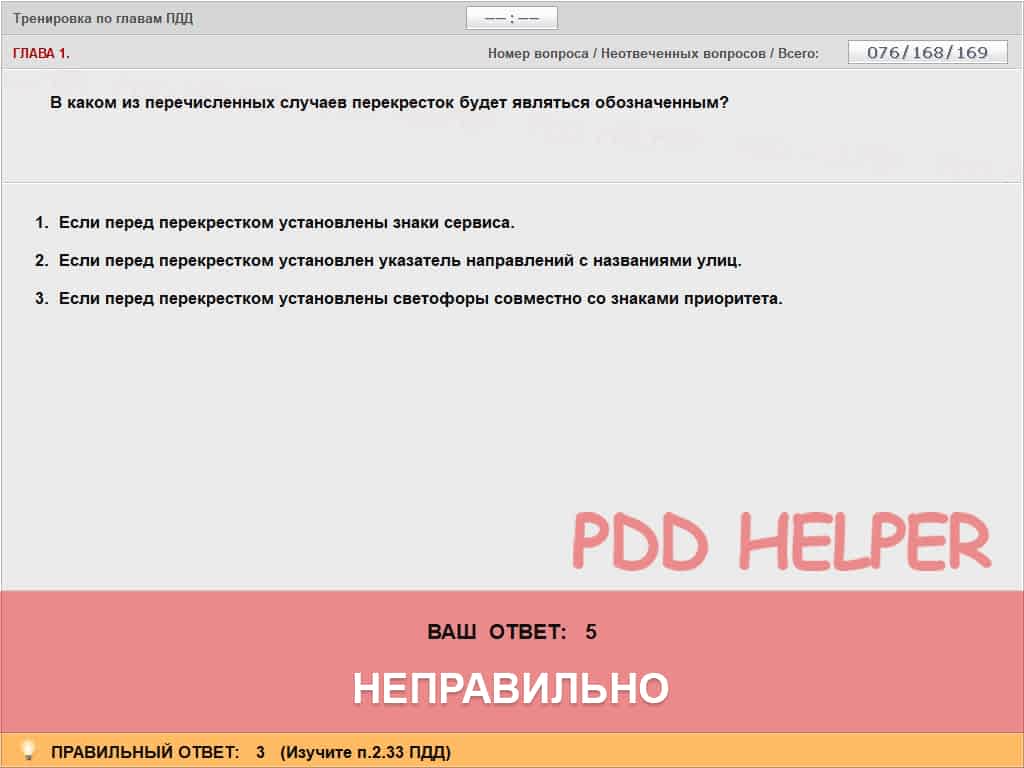 Тренировка по главам ПДД
–– : ––
ГЛАВА 1.
Номер вопроса / Неотвеченных вопросов / Всего:
076/168/169
В каком из перечисленных случаев перекресток будет являться обозначенным?
1. Если перед перекрестком установлены знаки сервиса.
2. Если перед перекрестком установлен указатель направлений с названиями улиц.
3. Если перед перекрестком установлены светофоры совместно со знаками приоритета.
PDD HELPER
ВАШ ОТВЕТ: 5
НЕПРАВИЛЬНО
ПРАВИЛЬНЫЙ ОТВЕТ: 3 (Изучите п.2.33 ПДД)